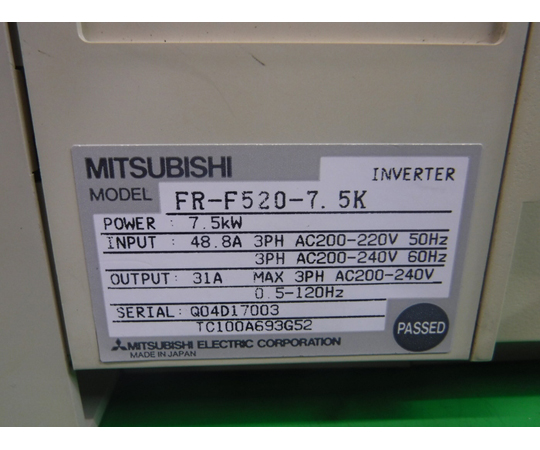 MITSUBISHI
INVERTER
MODEL FR-F520-7.5K
POWER : 7.5kW
INPUT : 48.8A 3PH AC200-220V 50Hz
3PH AC200-240V 60Hz
OUTPUT: 31A MAX 3PH AC200-240V
0.5-120Hz
SERIAL: Q04D17003
TC100A693G52
PASSED
MITSUBISHI ELECTRIC CORPORATION
MADE IN JAPAN